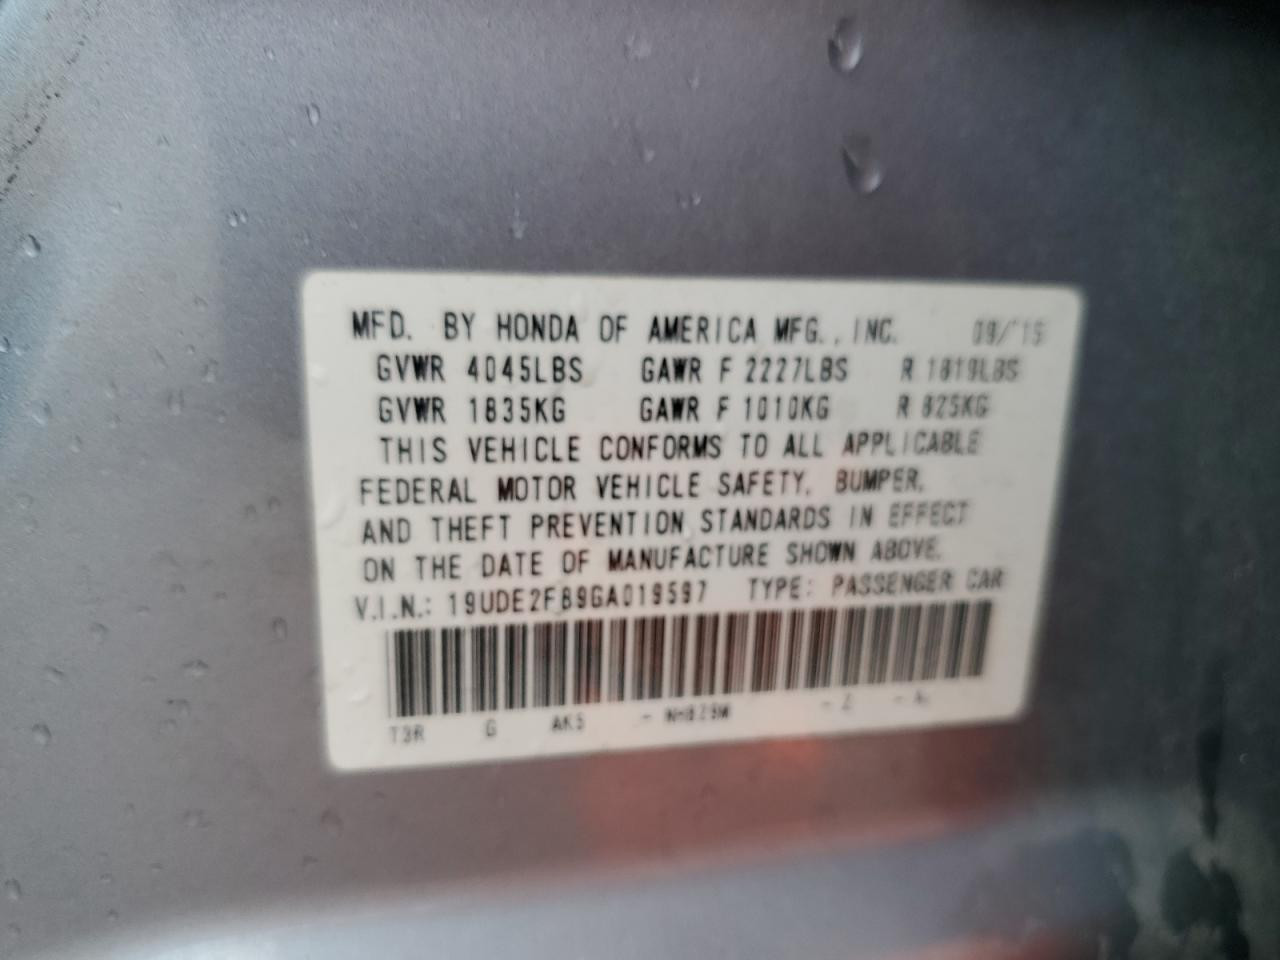 MFD. BY HONDA OF AMERICA MFG., INC. 09/'15
GVWR 4045LBS GAWR F 2227LBS R 1819LBS
GVWR 1835KG GAWR F 1010KG R 825KG
THIS VEHICLE CONFORMS TO ALL APPLICABLE
FEDERAL MOTOR VEHICLE SAFETY, BUMPER,
AND THEFT PREVENTION STANDARDS IN EFFECT
ON THE DATE OF MANUFACTURE SHOWN ABOVE.
V.I.N.: 19UDE2F89GA019597 TYPE: PASSENGER CAR
T3R G AK5 - NH829M - Z - A